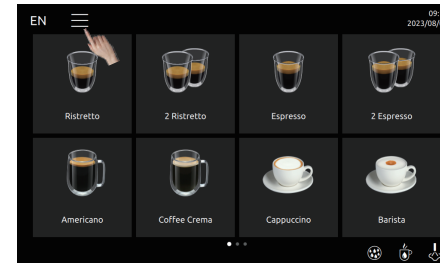 EN
09:
2023/08/
Ristretto
2 Ristretto
Espresso
2 Espresso
Americano
Coffee Crema
Cappuccino
Barista